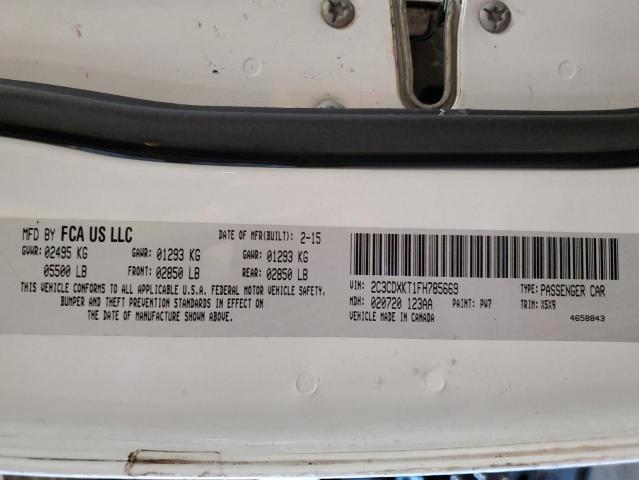 MFD BY FCA US LLC DATE OF MFR(BUILT): 2-15
GVWR: 02495 KG GAWR: 01293 KG GAWR: 01293 KG
05500 LB FRONT: 02850 LB REAR: 02850 LB
THIS VEHICLE CONFORMS TO ALL APPLICABLE U.S.A. FEDERAL MOTOR VEHICLE SAFETY,
BUMPER AND THEFT PREVENTION STANDARDS IN EFFECT ON
THE DATE OF MANUFACTURE SHOWN ABOVE.
VIN: 2C3CDXKT1FH785669 TYPE: PASSENGER CAR
MDH: 020720 123AA PAINT: PW7 TRIM: XSX9
VEHICLE MADE IN CANADA 4658843